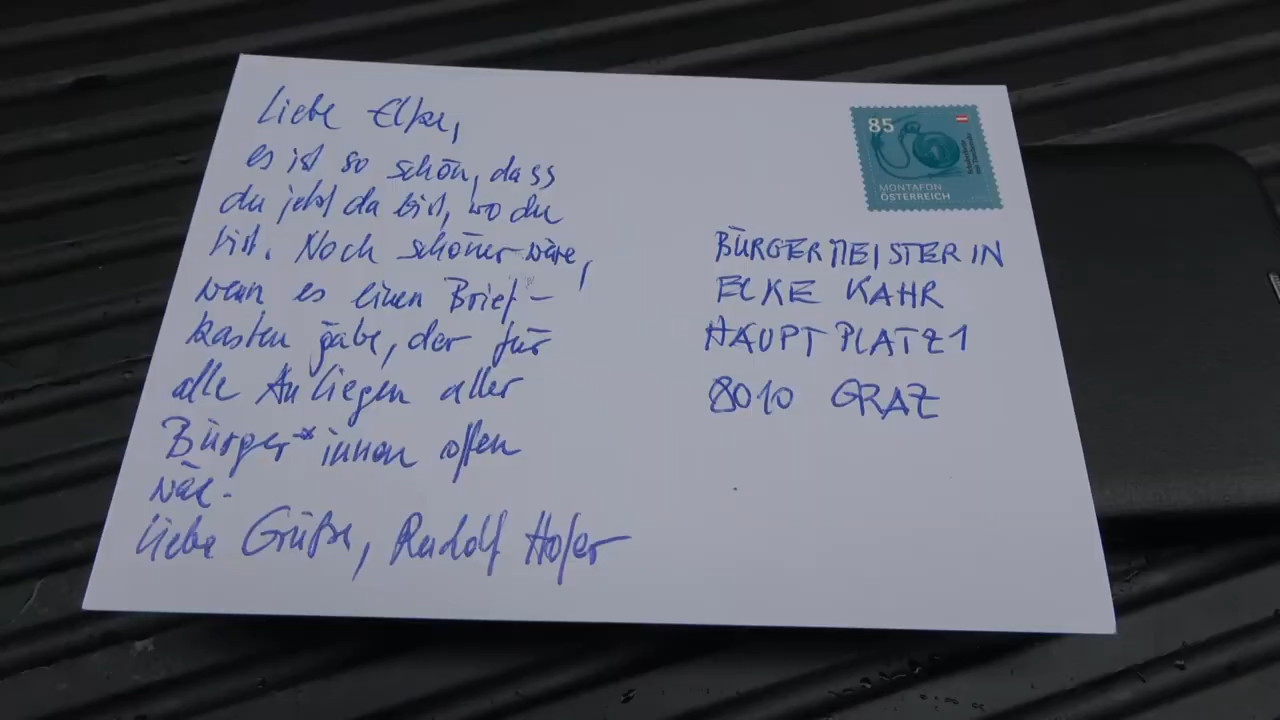 Liebe Elke,
es ist so schön, dass
du jetzt da bist, wo du
bist. Noch schöner wäre,
wenn es einen Brief-
kasten gäbe, der für
alle Anliegen aller
Bürger*innen offen
wäre.
Liebe Grüße, Rudolf Hofer
85
MONTAFON
ÖSTERREICH
BÜRGERMEISTERIN
ELKE KAHR
HAUPTPLATZ 1
8010 GRAZ